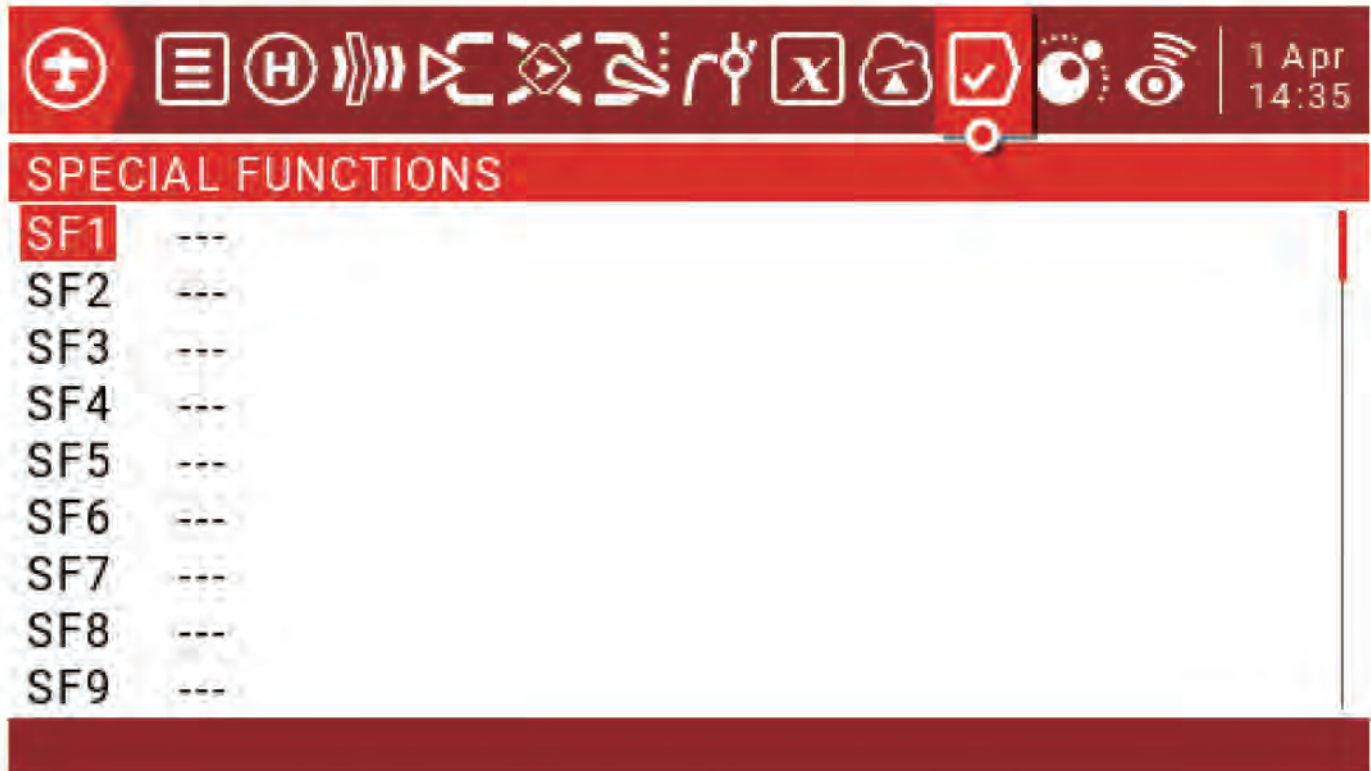 1 Apr
14:35
SPECIAL FUNCTIONS
SF1 ---
SF2 ---
SF3 ---
SF4 ---
SF5 ---
SF6 ---
SF7 ---
SF8 ---
SF9 ---